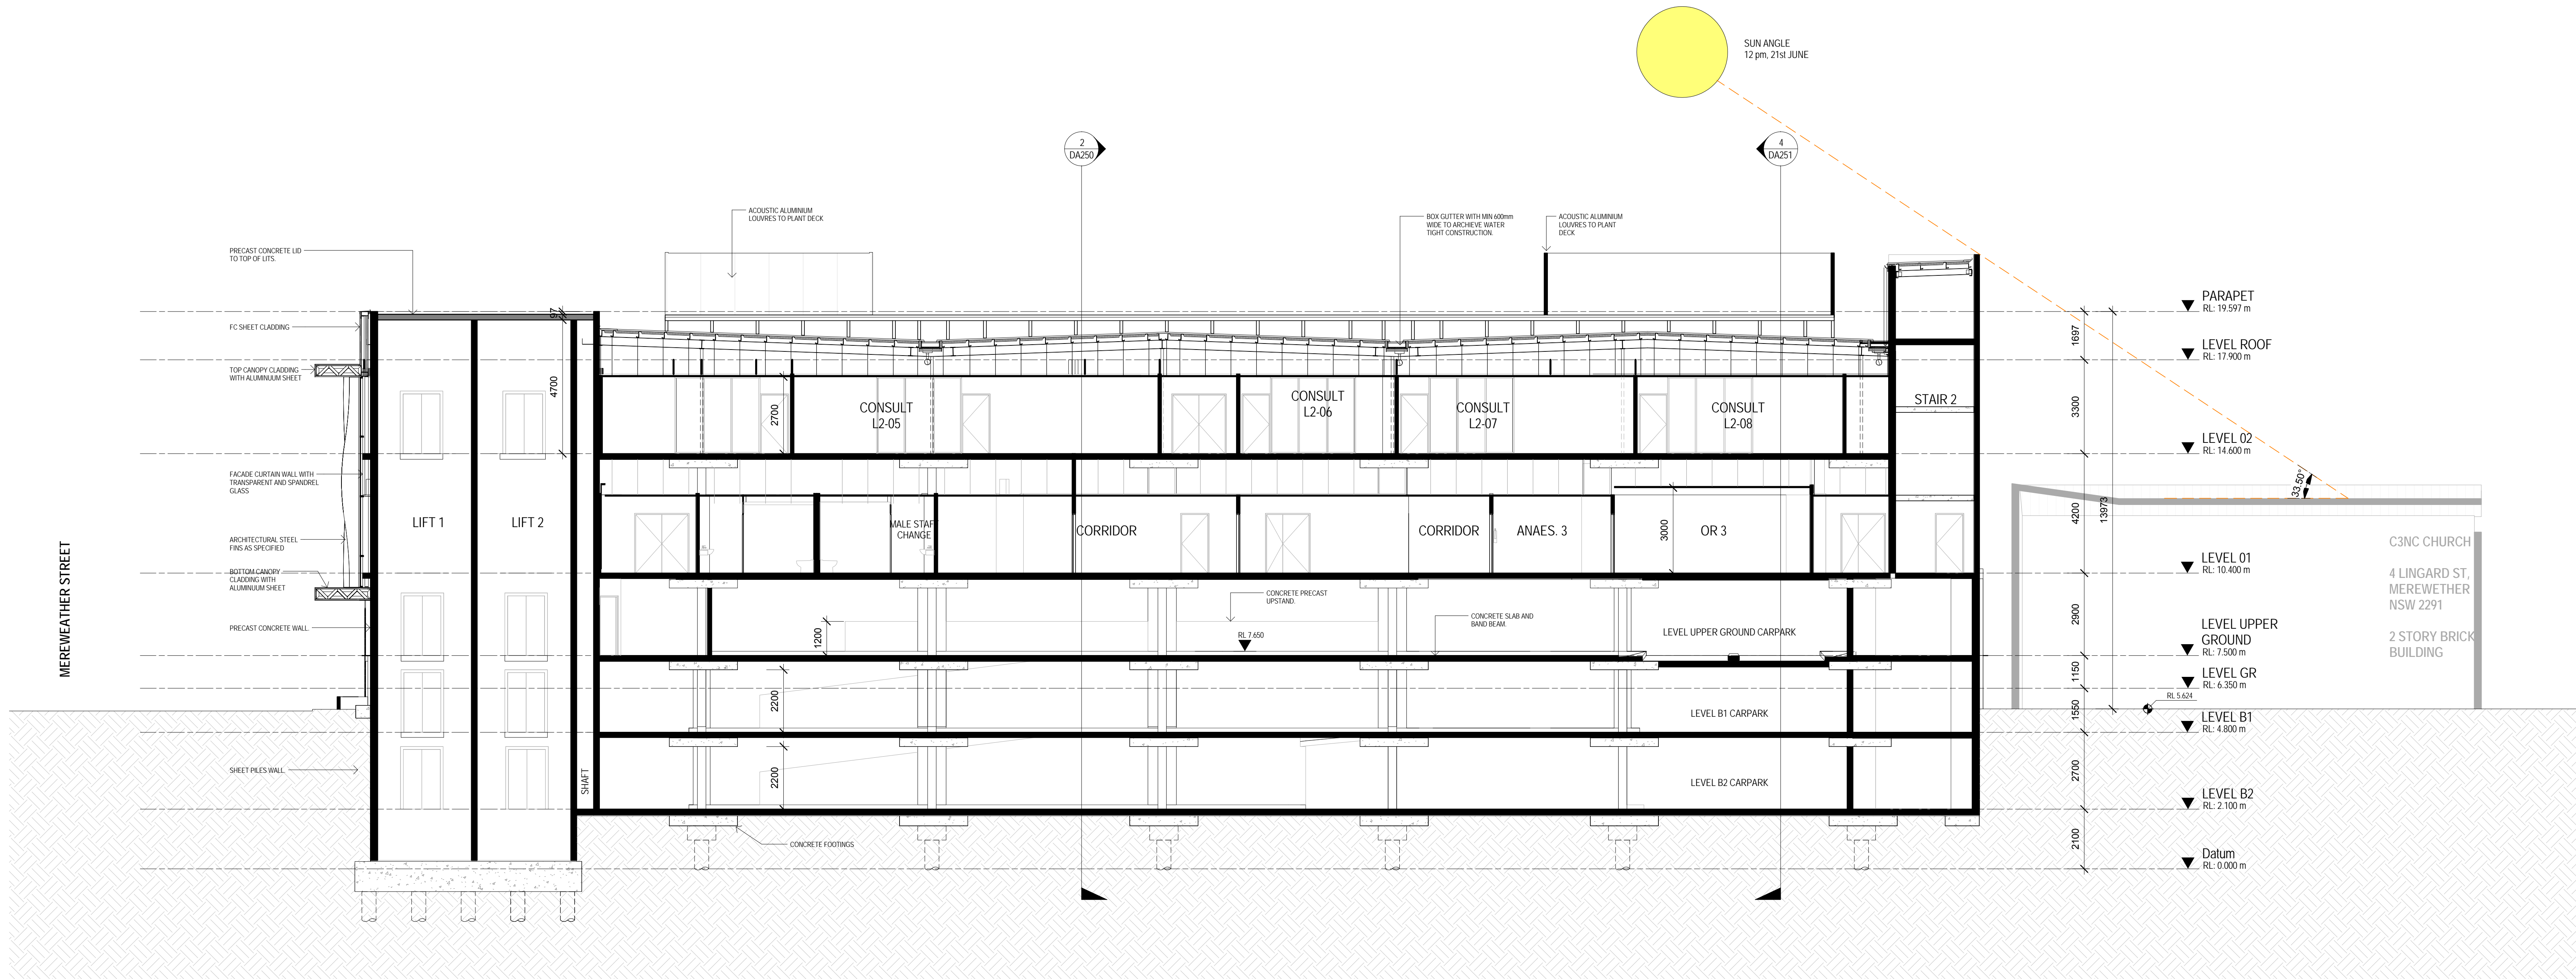 SUN ANGLE
12 pm, 21st JUNE
2
DA250
4
DA251
ACOUSTIC ALUMINIUM
LOUVRES TO PLANT DECK
BOX GUTTER WITH MIN 600mm
WIDE TO ARCHIEVE WATER
TIGHT CONSTRUCTION.
ACOUSTIC ALUMINIUM
LOUVRES TO PLANT
DECK
PRECAST CONCRETE LID
TO TOP OF LITS.
FC SHEET CLADDING
TOP CANOPY CLADDING
WITH ALUMINUUM SHEET
FACADE CURTAIN WALL WITH
TRANSPARENT AND SPANDREL
GLASS
ARCHITECTURAL STEEL
FINS AS SPECIFIED
BOTTOM CANOPY
CLADDING WITH
ALUMINUUM SHEET
PRECAST CONCRETE WALL.
SHEET PILES WALL.
MEREWEATHER STREET
97
4700
2700
CONSULT
L2-05
CONSULT
L2-06
CONSULT
L2-07
CONSULT
L2-08
STAIR 2
LIFT 1
LIFT 2
MALE STAFF
CHANGE
CORRIDOR
CORRIDOR
ANAES. 3
3000
OR 3
CONCRETE PRECAST
UPSTAND.
CONCRETE SLAB AND
BAND BEAM.
1200
RL 7.650
LEVEL UPPER GROUND CARPARK
2200
LEVEL B1 CARPARK
SHAFT
2200
LEVEL B2 CARPARK
CONCRETE FOOTINGS
PARAPET
RL: 19.597 m
1697
LEVEL ROOF
RL: 17.900 m
3300
LEVEL 02
RL: 14.600 m
33.50°
4200
13973
LEVEL 01
RL: 10.400 m
2900
LEVEL UPPER
GROUND
RL: 7.500 m
1150
LEVEL GR
RL: 6.350 m
RL 5.624
1550
LEVEL B1
RL: 4.800 m
2700
LEVEL B2
RL: 2.100 m
2100
Datum
RL: 0.000 m
C3NC CHURCH
4 LINGARD ST,
MEREWETHER
NSW 2291
2 STORY BRICK
BUILDING